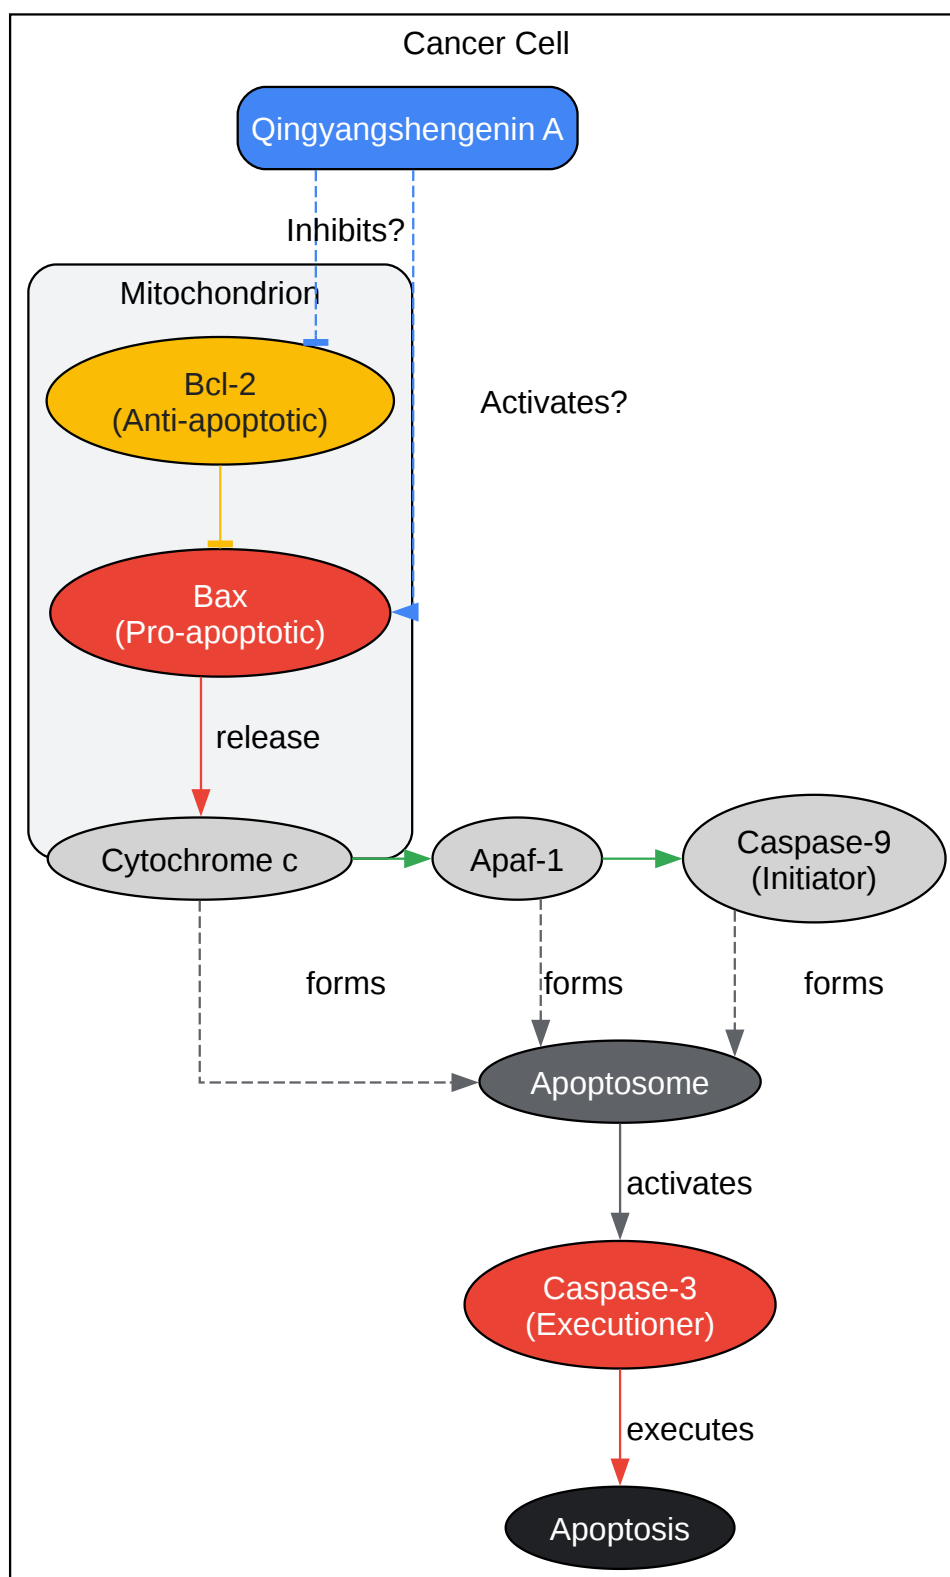 Cancer Cell
Qingyangshengenin A
Inhibits?
Mitochondrion
Bcl-2
(Anti-apoptotic)
Activates?
Bax
(Pro-apoptotic)
release
Cytochrome c
Apaf-1
Caspase-9
(Initiator)
forms
forms
forms
Apoptosome
activates
Caspase-3
(Executioner)
executes
Apoptosis